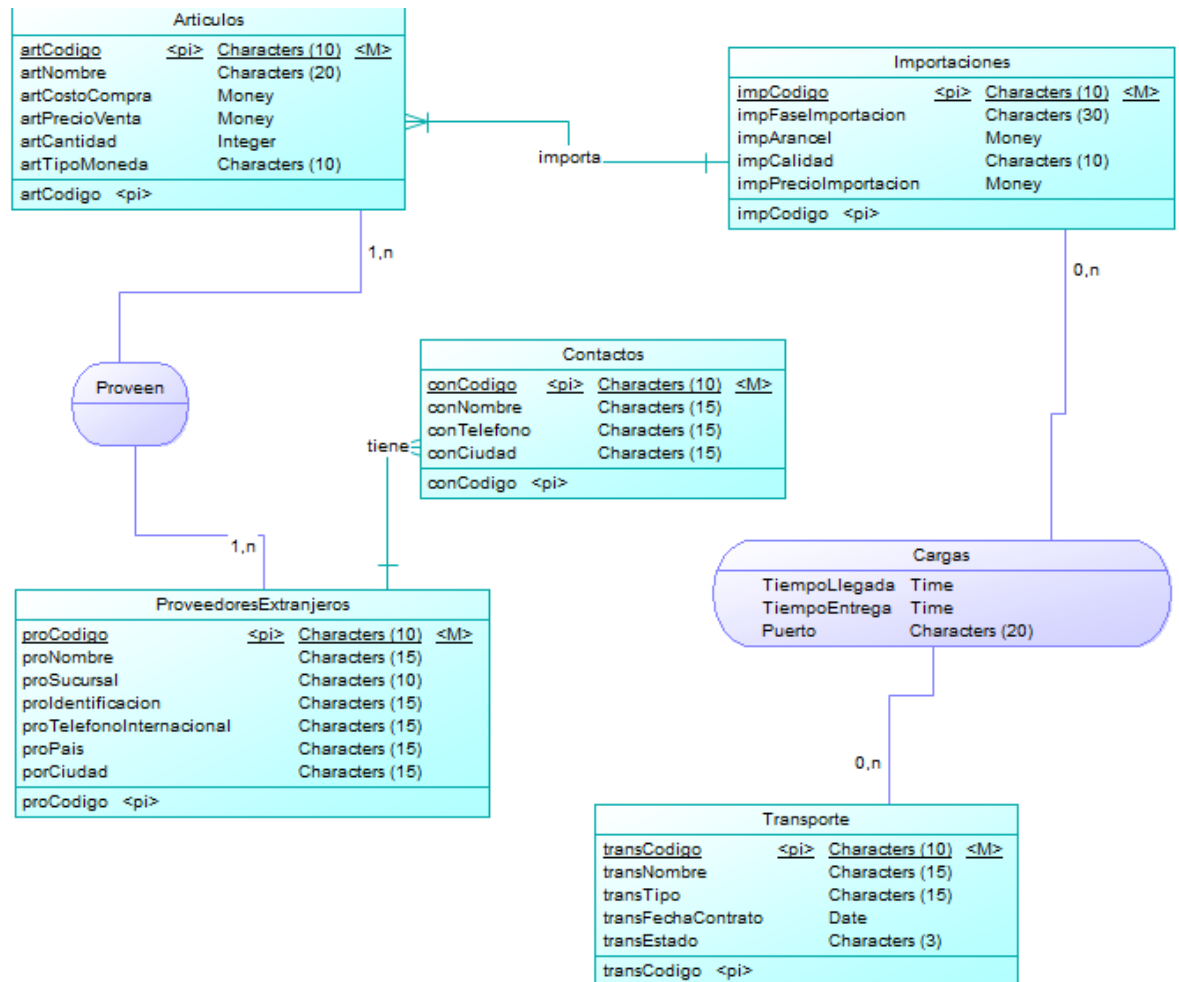 Articulos
artCodigo <pi> Characters (10) <M>
artNombre Characters (20)
artCostoCompra Money
artPrecioVenta Money
artCantidad Integer
artTipoMoneda Characters (10)
artCodigo <pi>
Importaciones
impCodigo <pi> Characters (10) <M>
impFaseImportacion Characters (30)
impArancel Money
impCalidad Characters (10)
impPrecioImportacion Money
impCodigo <pi>
importa
1,n
0,n
Proveen
Contactos
conCodigo <pi> Characters (10) <M>
conNombre Characters (15)
conTelefono Characters (15)
conCiudad Characters (15)
conCodigo <pi>
tiene
1,n
Cargas
TiempoLlegada Time
TiempoEntrega Time
Puerto Characters (20)
ProveedoresExtranjeros
proCodigo <pi> Characters (10) <M>
proNombre Characters (15)
proSucursal Characters (10)
proIdentificacion Characters (15)
proTelefonoInternacional Characters (15)
proPais Characters (15)
porCiudad Characters (15)
proCodigo <pi>
0,n
Transporte
transCodigo <pi> Characters (10) <M>
transNombre Characters (15)
transTipo Characters (15)
transFechaContrato Date
transEstado Characters (3)
transCodigo <pi>